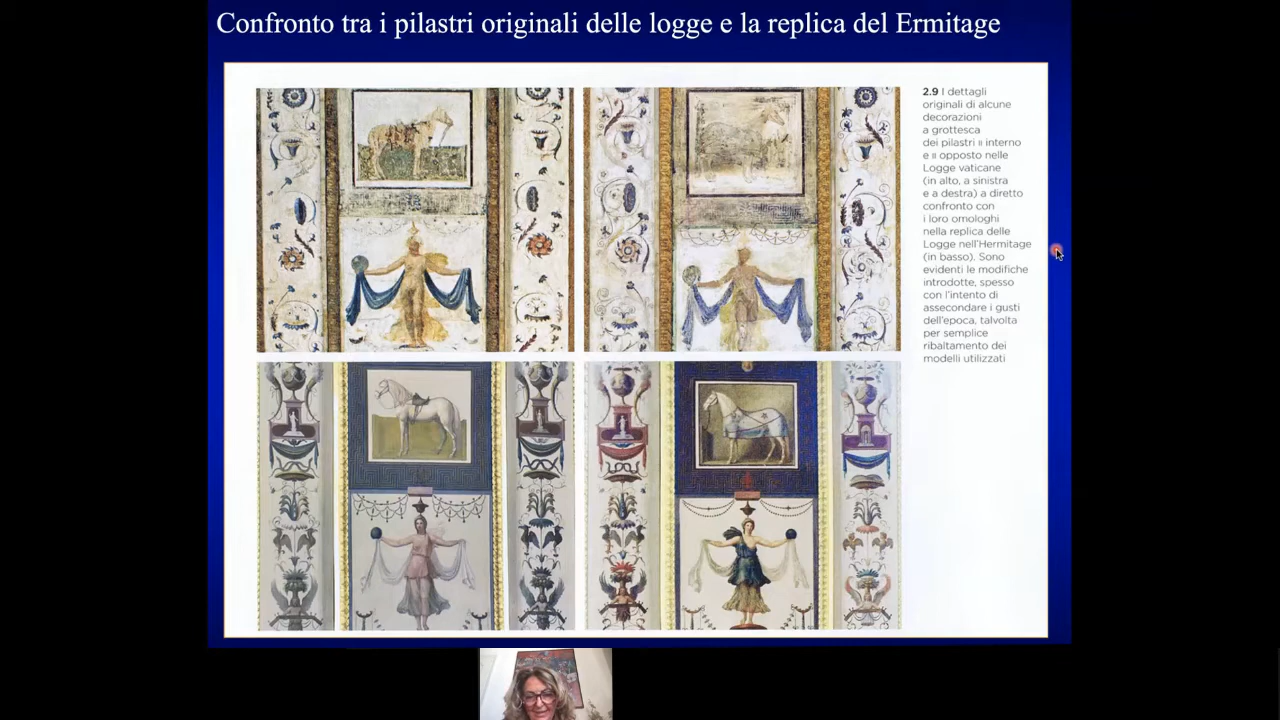 Confronto tra i pilastri originali delle logge e la replica del Ermitage
2.9 I dettagli
originali di alcune
decorazioni
a grottesca
dei pilastri II interno
e II opposto nelle
Logge vaticane
(in alto, a sinistra
e a destra) a diretto
confronto con
i loro omologhi
nella replica delle
Logge nell'Hermitage
(in basso). Sono
evidenti le modifiche
introdotte, spesso
con l'intento di
assecondare i gusti
dell'epoca, talvolta
per semplice
ribaltamento dei
modelli utilizzati